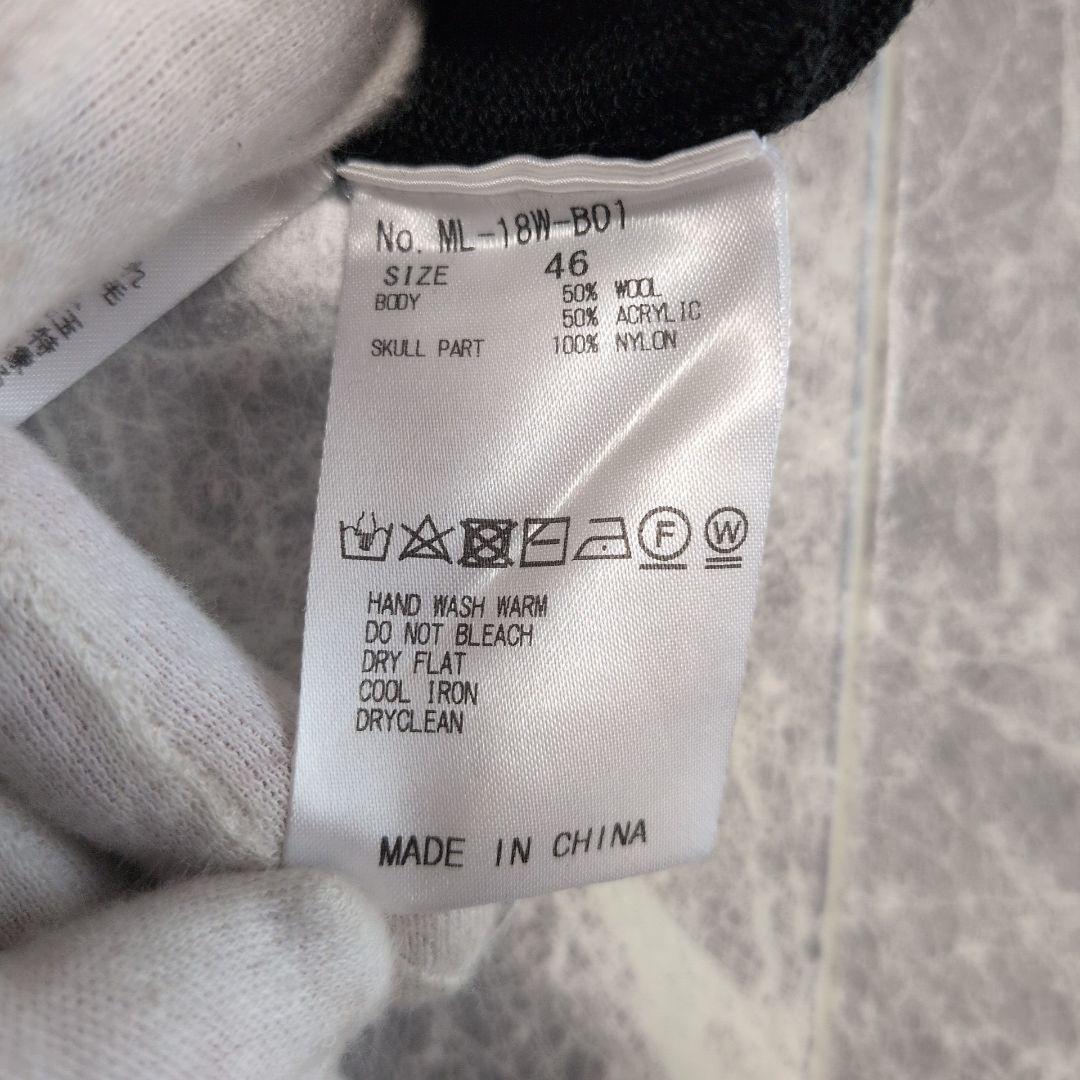 No. ML-18W-B01
SIZE 46
BODY 50% WOOL
50% ACRYLIC
SKULL PART 100% NYLON
F W
HAND WASH WARM
DO NOT BLEACH
DRY FLAT
COOL IRON
DRYCLEAN
MADE IN CHINA